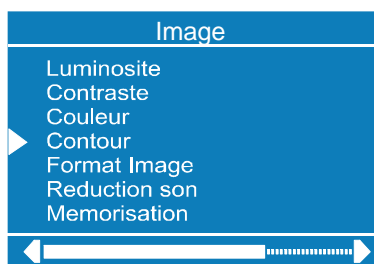 Image
Luminosite
Contraste
Couleur
Contour
Format Image
Reduction son
Memorisation